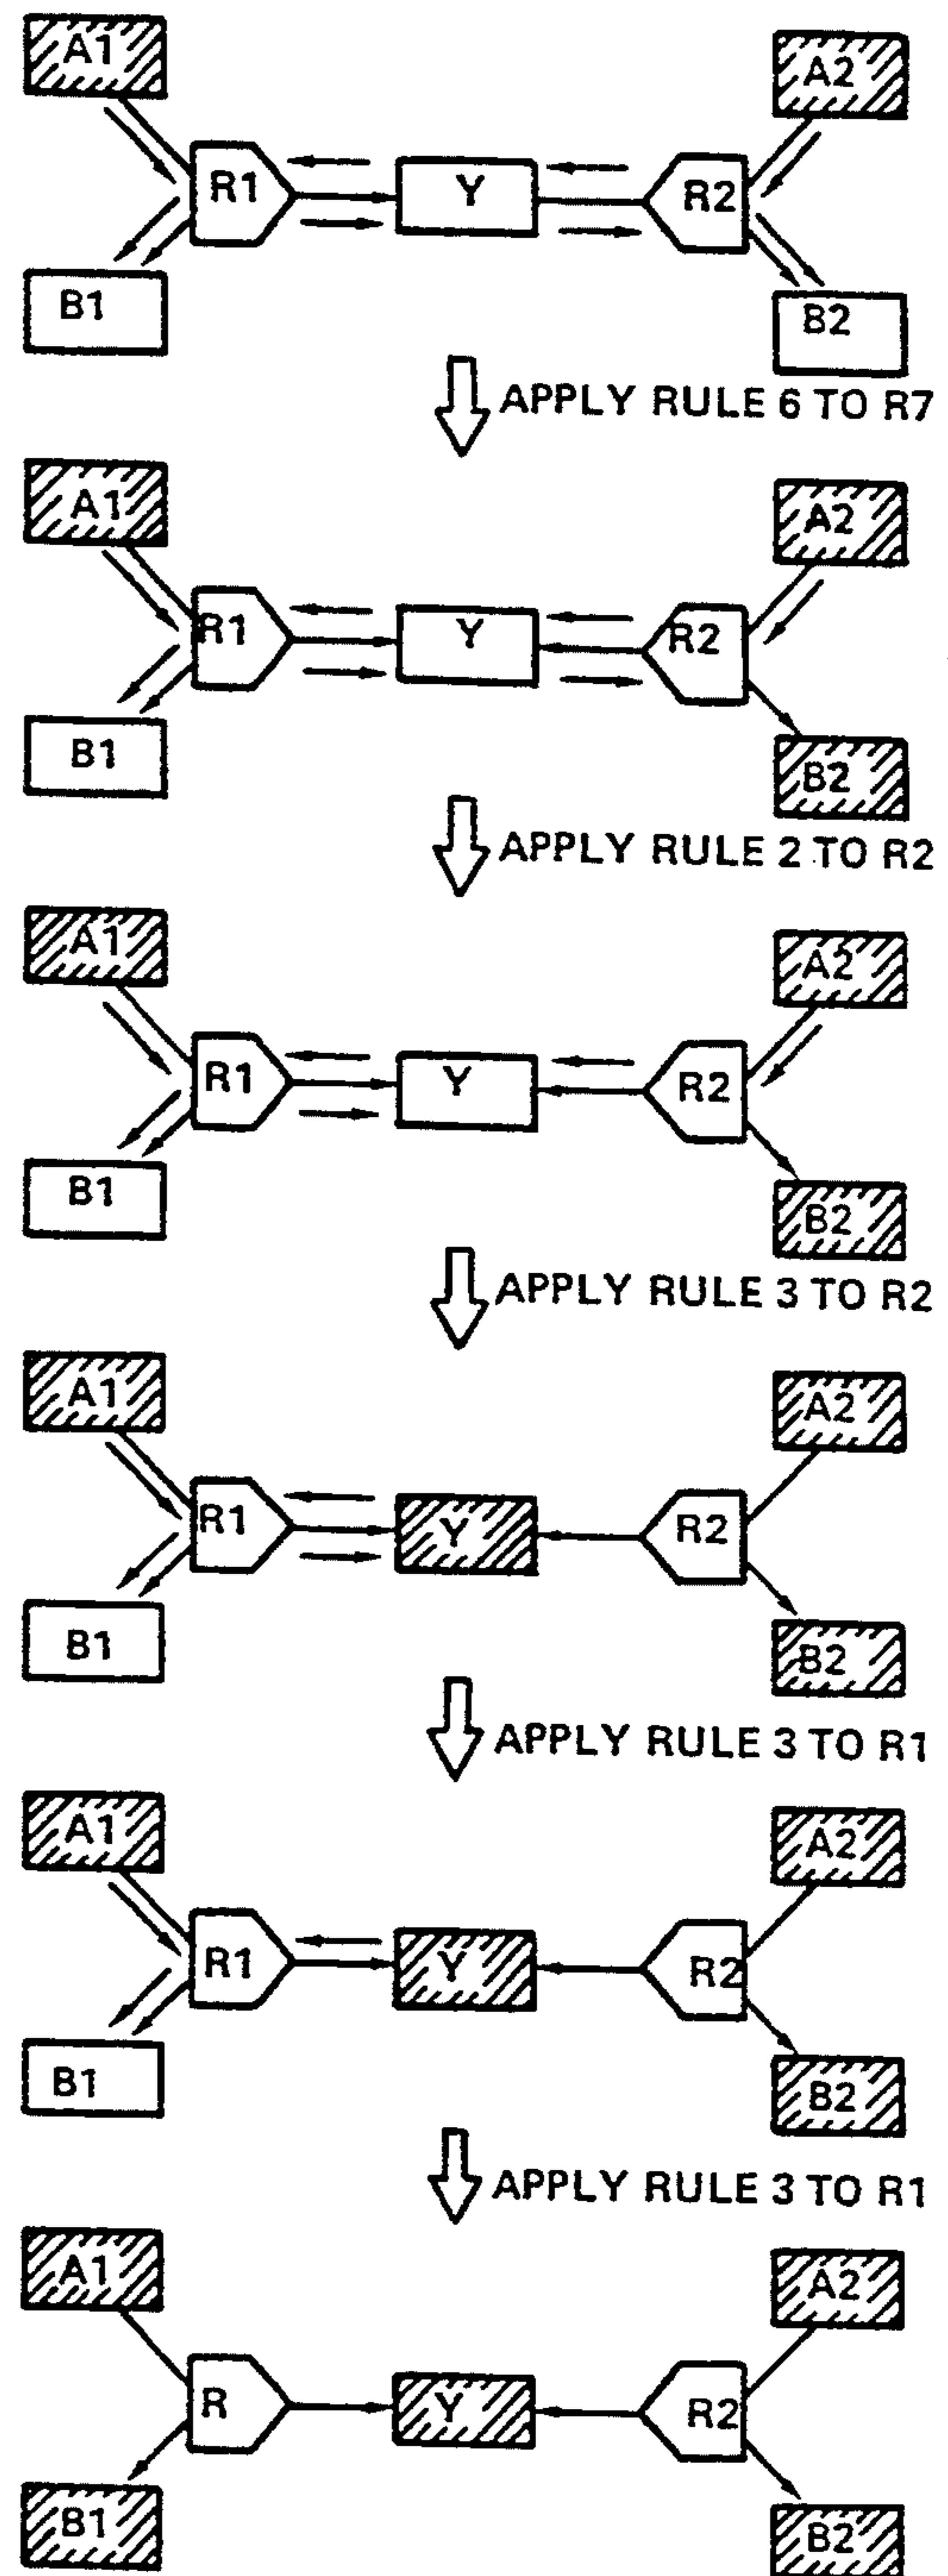 A1
A2
R1
Y
R2
B1
B2
APPLY RULE 6 TO R7
A1
A2
R1
Y
R2
B1
B2
APPLY RULE 2 TO R2
A1
A2
R1
Y
R2
B1
B2
APPLY RULE 3 TO R2
A1
A2
R1
Y
R2
B1
B2
APPLY RULE 3 TO R1
A1
A2
R1
Y
R2
B1
B2
APPLY RULE 3 TO R1
A1
A2
R
Y
R2
B1
B2